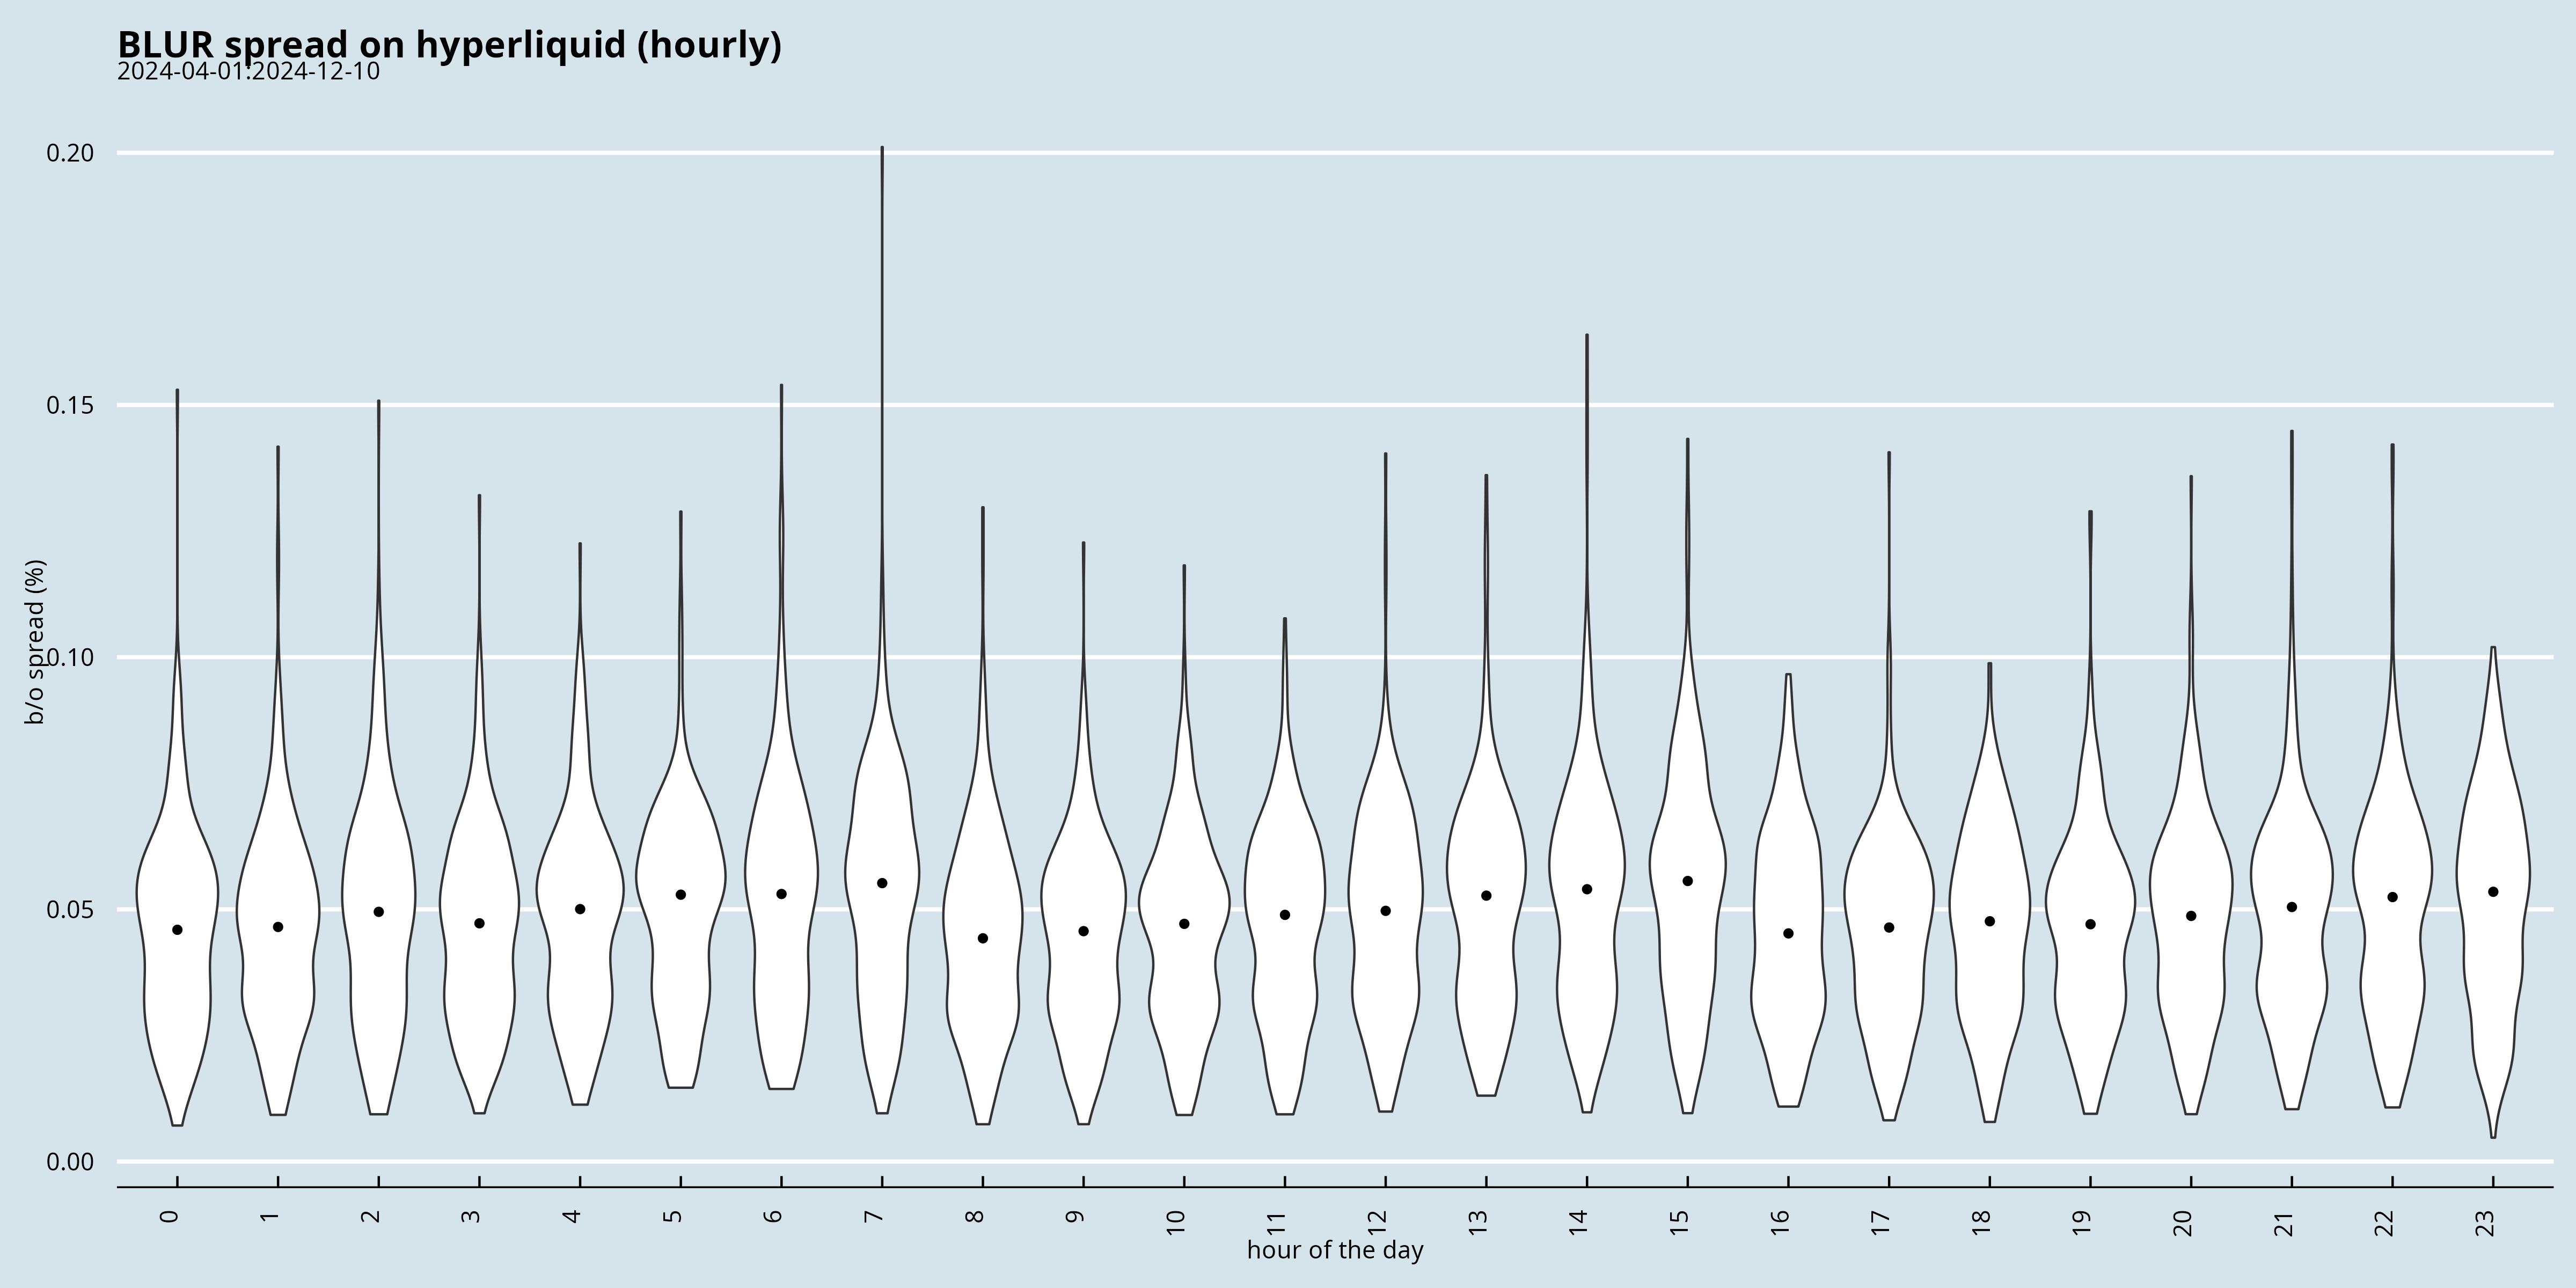 BLUR spread on hyperliquid (hourly)
2024-04-01:2024-12-10
0.20
0.15
0.10
0.05
0.00
b/o spread (%)
0 1 2 3 4 5 6 7 8 9 10 11 12 13 14 15 16 17 18 19 20 21 22 23
hour of the day